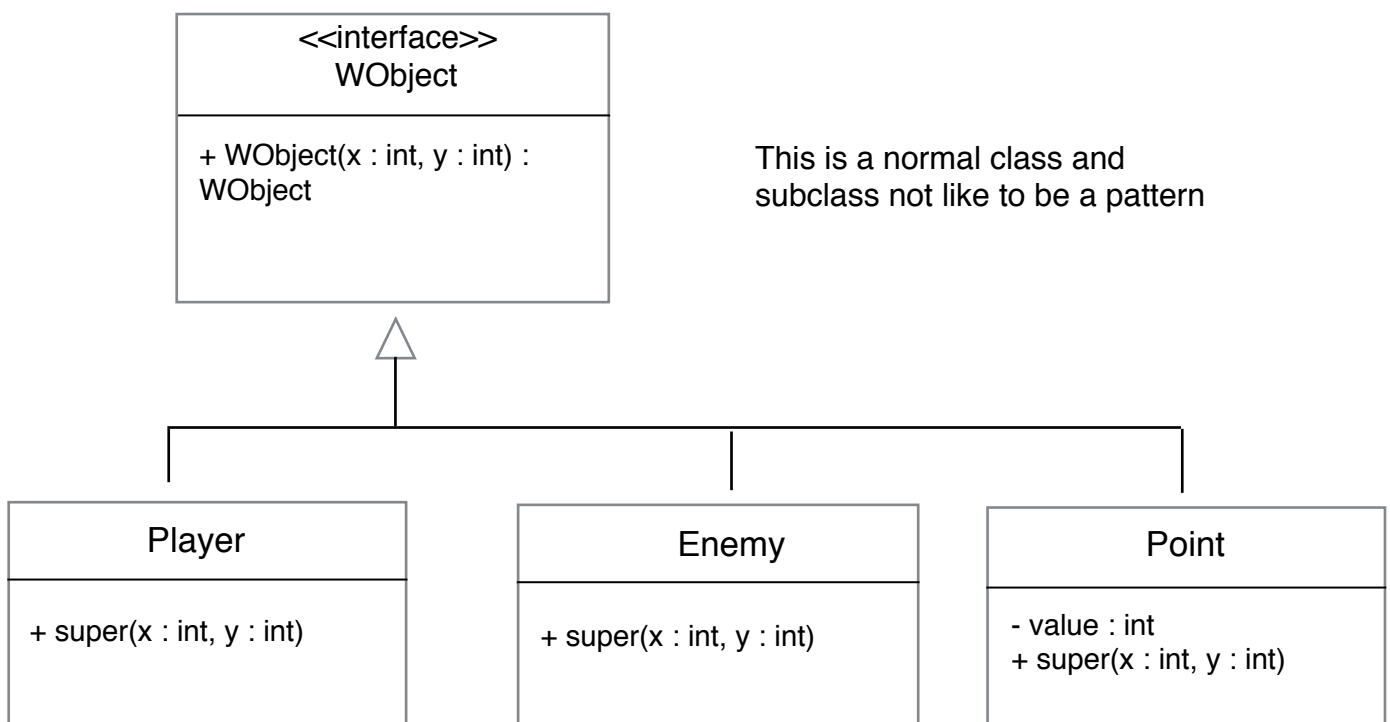 <<interface>>
WObject
+ WObject(x : int, y : int) :
WObject
This is a normal class and
subclass not like to be a pattern
Player
+ super(x : int, y : int)
Enemy
+ super(x : int, y : int)
Point
- value : int
+ super(x : int, y : int)